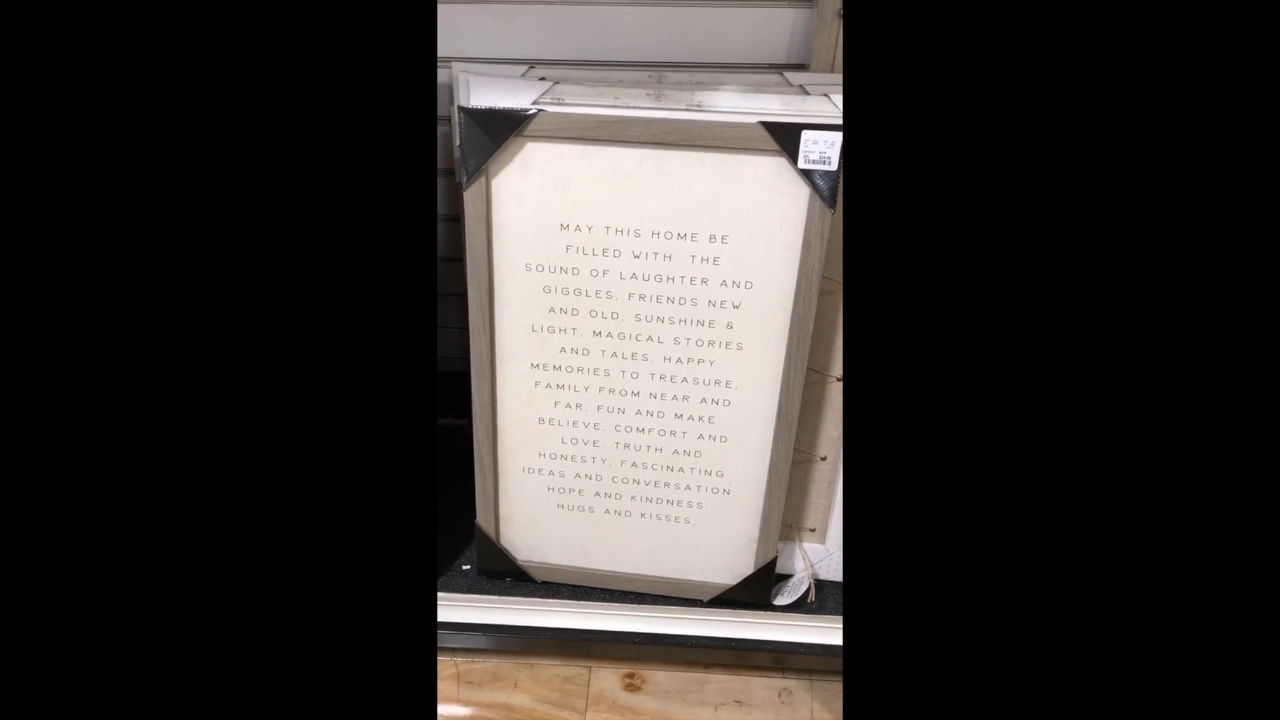 MAY THIS HOME BE
FILLED WITH THE
SOUND OF LAUGHTER AND
GIGGLES, FRIENDS NEW
AND OLD, SUNSHINE &
LIGHT, MAGICAL STORIES
AND TALES, HAPPY
MEMORIES TO TREASURE,
FAMILY FROM NEAR AND
FAR, FUN AND MAKE
BELIEVE, COMFORT AND
LOVE, TRUTH AND
HONESTY, FASCINATING
IDEAS AND CONVERSATION,
HOPE AND KINDNESS,
HUGS AND KISSES.